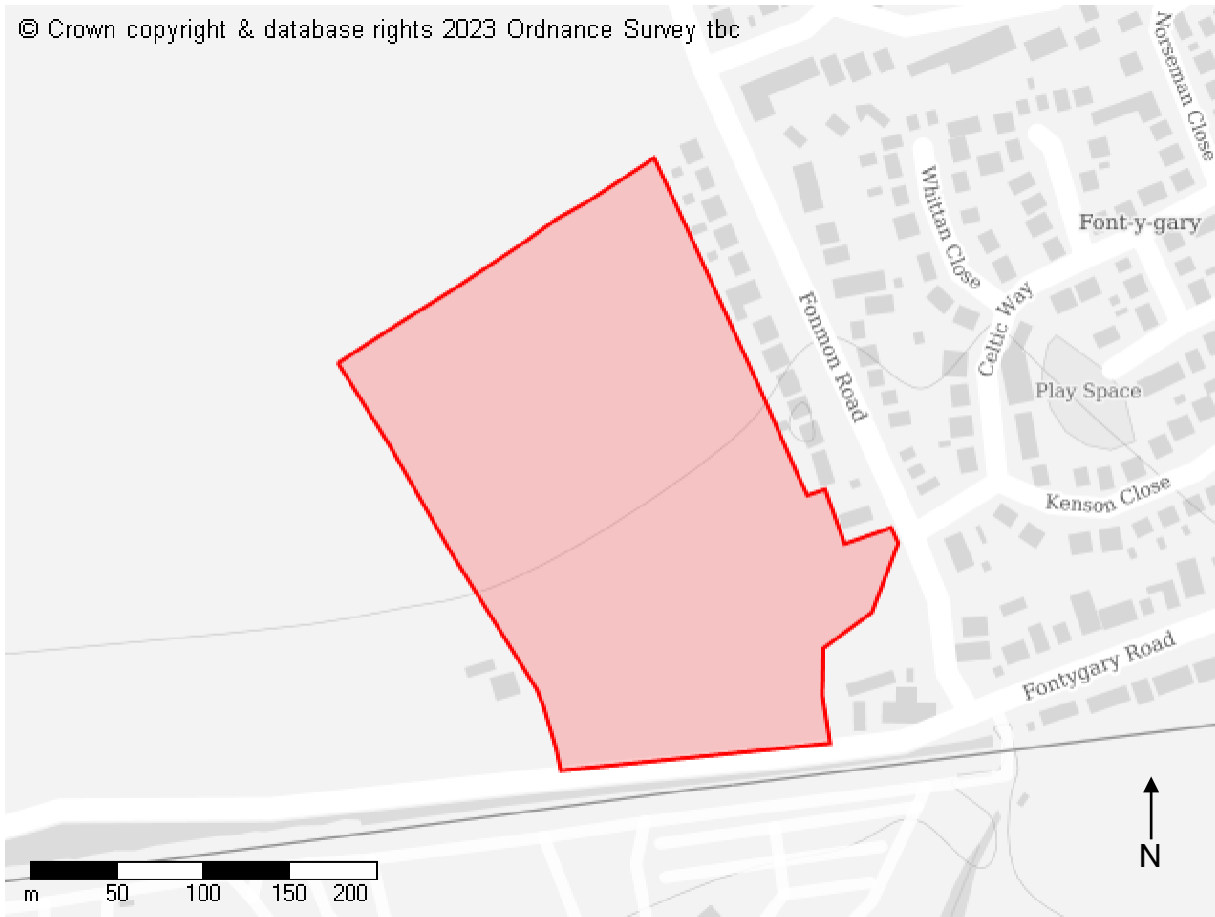 © Crown copyright & database rights 2023 Ordnance Survey tbc
Norseman Close
Whittan Close
Font-y-gary
Fonmon Road
Celtic Way
Play Space
Kenson Close
Fontygary Road
N
m 50 100 150 200